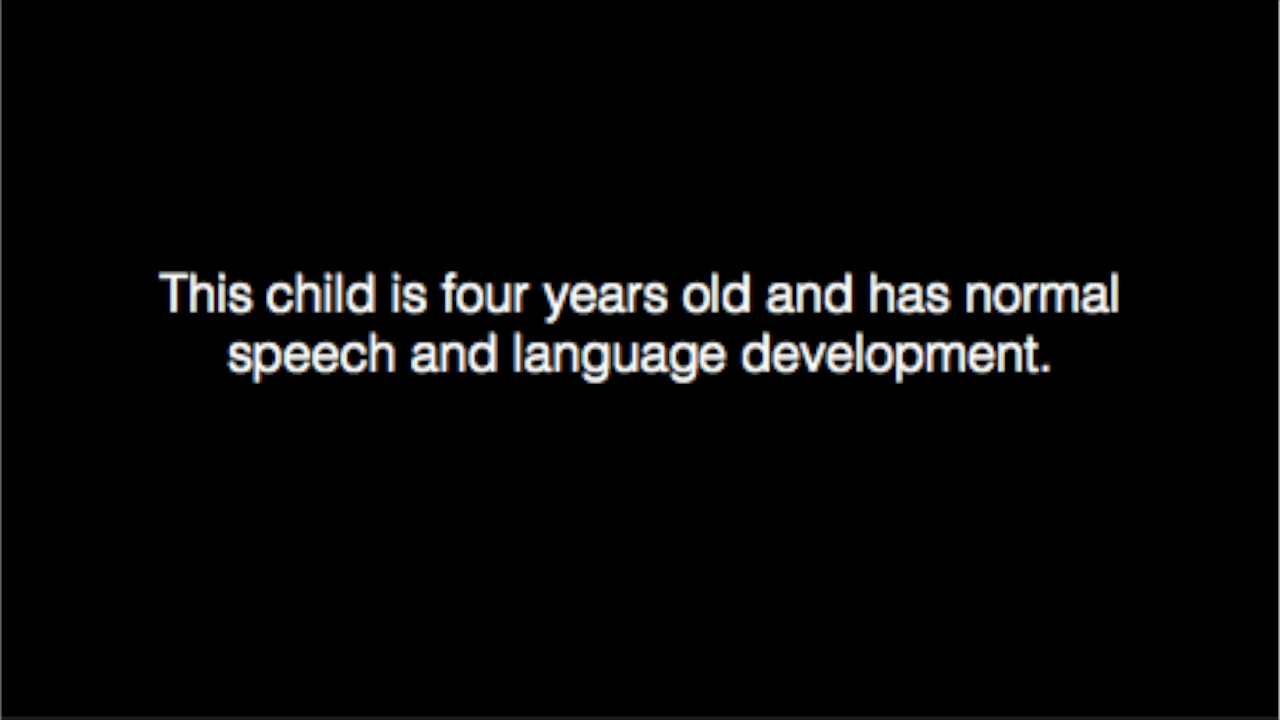 This child is four years old and has normal
speech and language development.